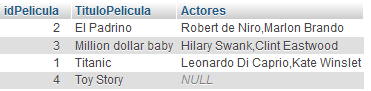 idPelicula TituloPelicula Actores
2 El Padrino Robert de Niro,Marlon Brando
3 Million dollar baby Hilary Swank,Clint Eastwood
1 Titanic Leonardo Di Caprio,Kate Winslet
4 Toy Story NULL